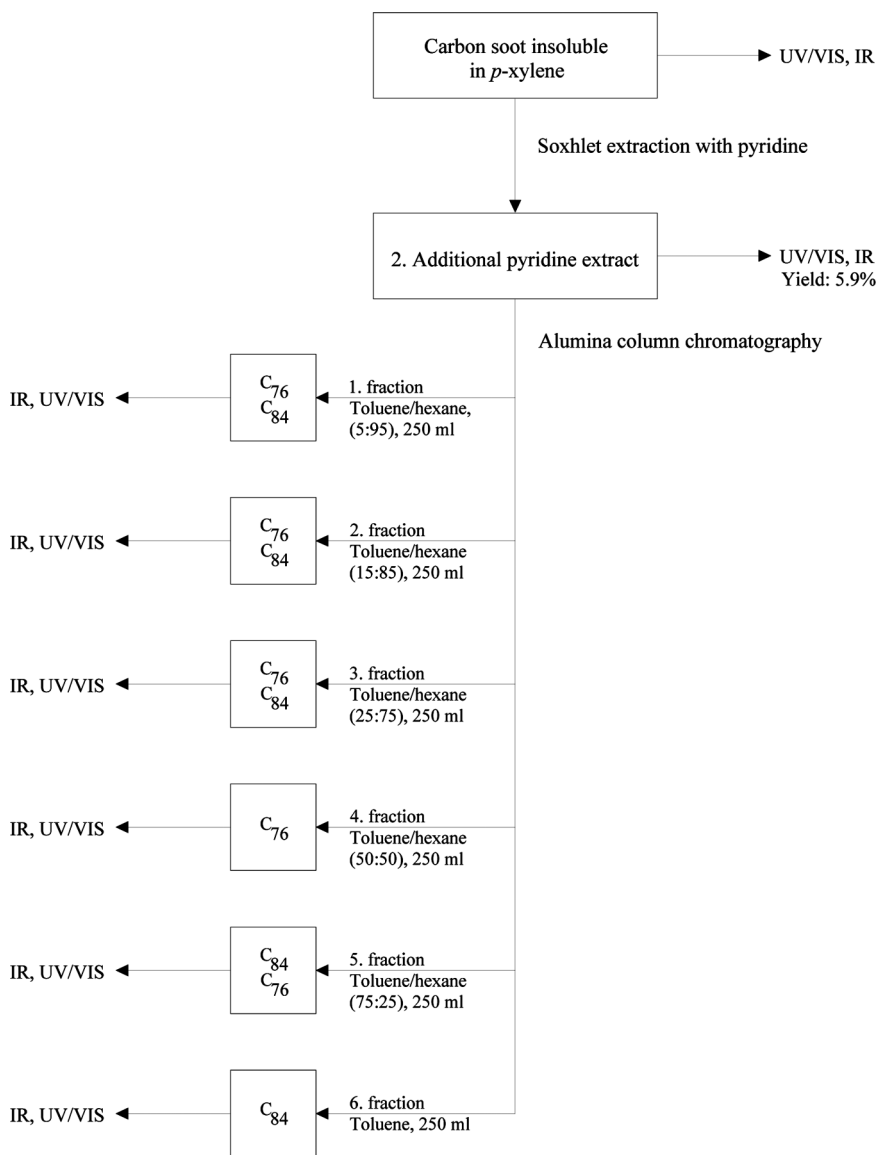 Carbon soot insoluble
in p-xylene
UV/VIS, IR
Soxhlet extraction with pyridine
2. Additional pyridine extract
UV/VIS, IR
Yield: 5.9%
Alumina column chromatography
IR, UV/VIS
C76
C84
1. fraction
Toluene/hexane,
(5:95), 250 ml
IR, UV/VIS
C76
C84
2. fraction
Toluene/hexane
(15:85), 250 ml
IR, UV/VIS
C76
C84
3. fraction
Toluene/hexane
(25:75), 250 ml
IR, UV/VIS
C76
4. fraction
Toluene/hexane
(50:50), 250 ml
IR, UV/VIS
C84
C76
5. fraction
Toluene/hexane
(75:25), 250 ml
IR, UV/VIS
C84
6. fraction
Toluene, 250 ml